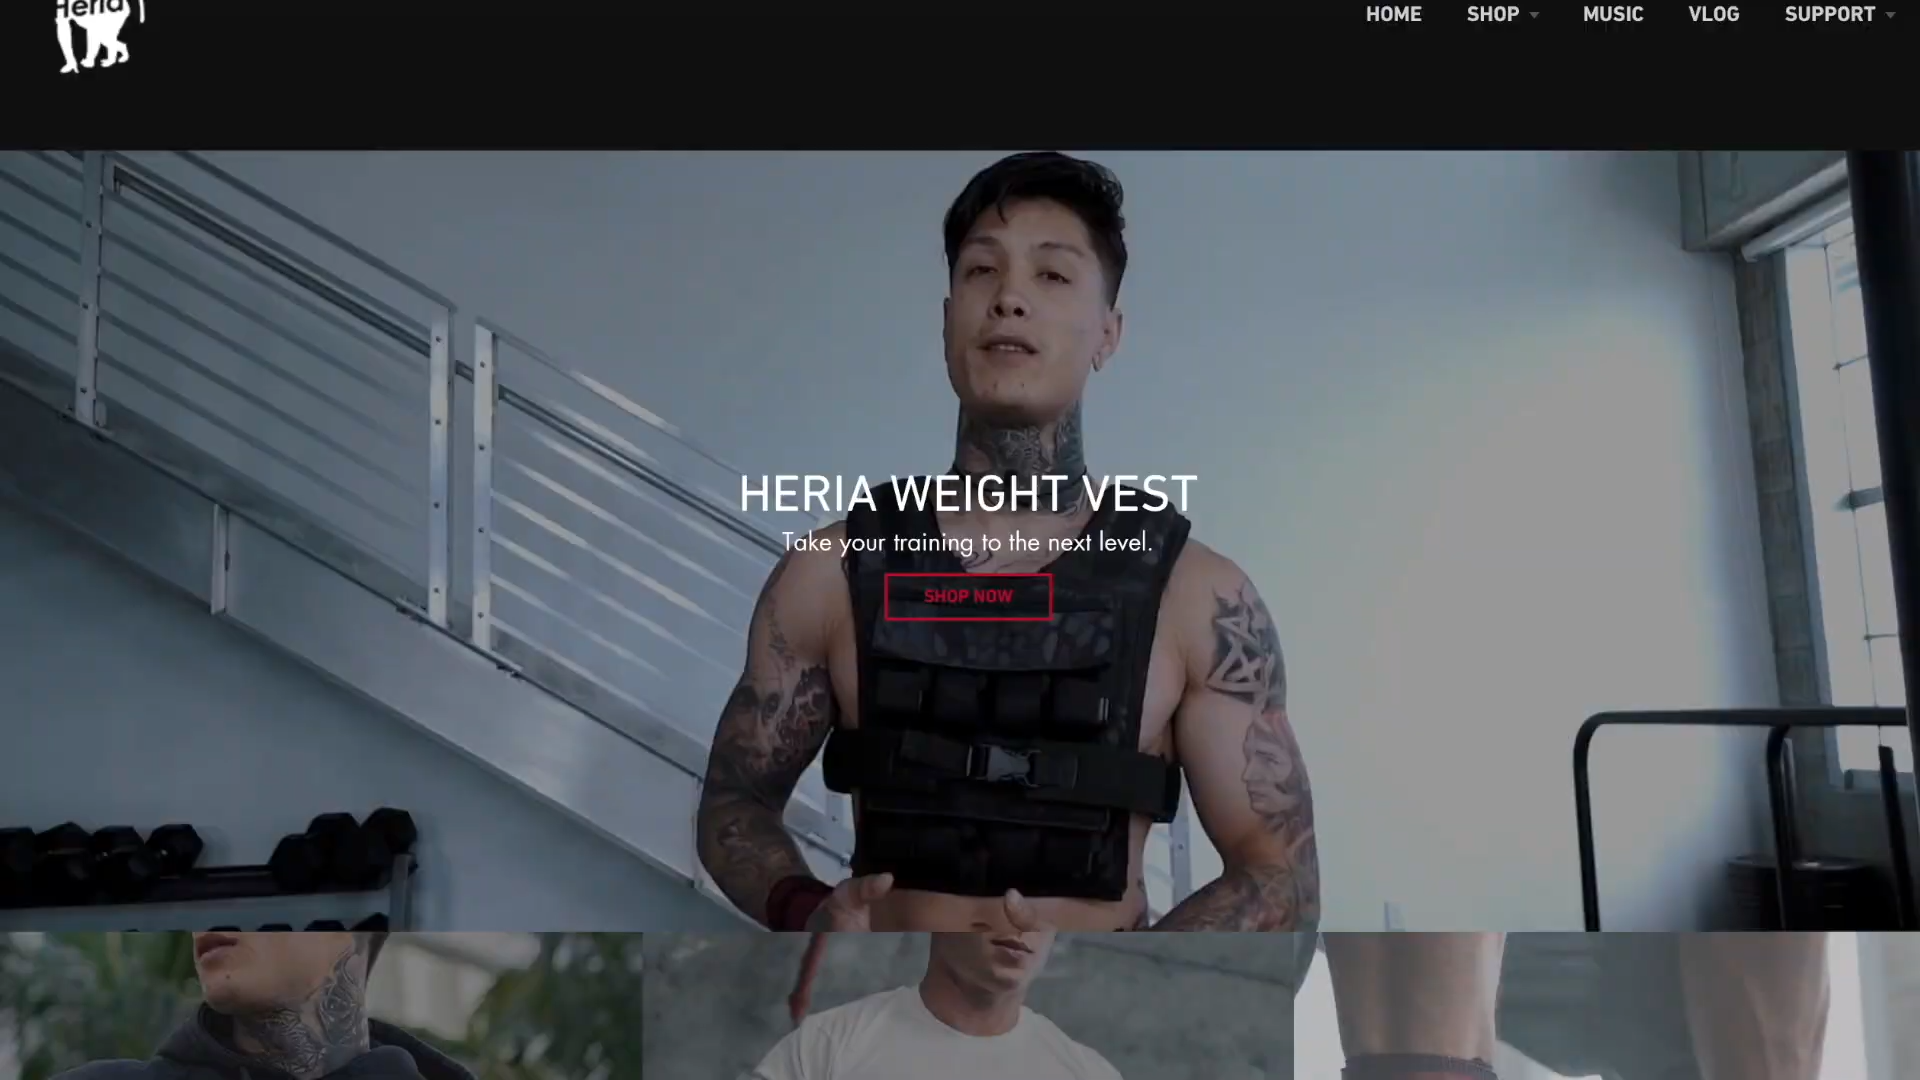 Heria
HOME SHOP MUSIC VLOG SUPPORT
HERIA WEIGHT VEST
Take your training to the next level.
SHOP NOW